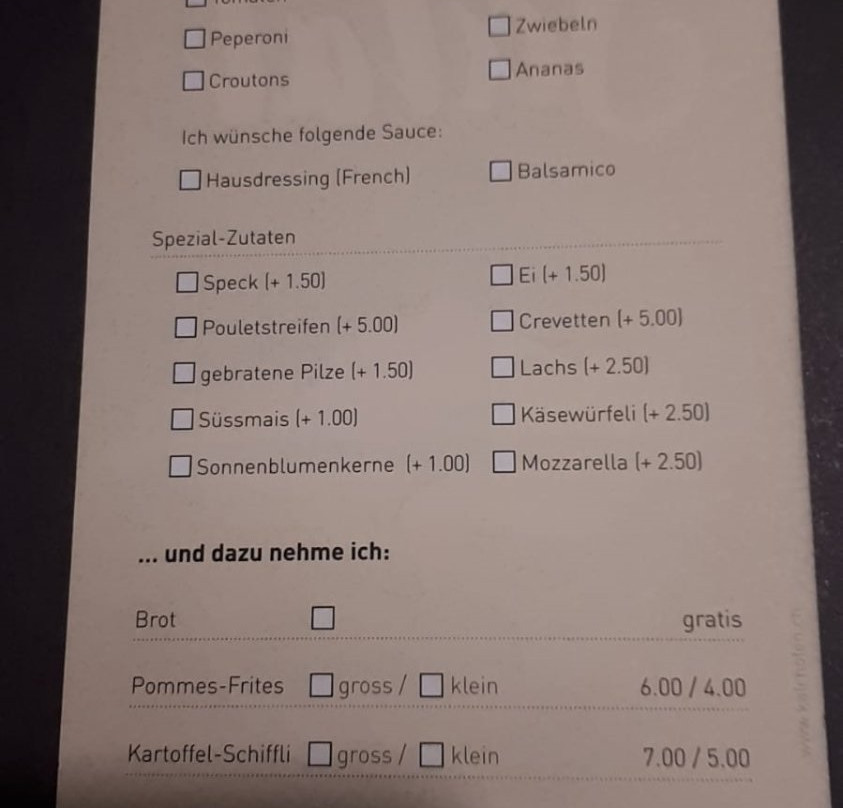 Peperoni
Zwiebeln
Croutons
Ananas
Ich wünsche folgende Sauce:
Hausdressing (French)
Balsamico
Spezial-Zutaten
Speck (+ 1.50)
Ei (+ 1.50)
Pouletstreifen (+ 5.00)
Crevetten (+ 5.00)
gebratene Pilze (+ 1.50)
Lachs (+ 2.50)
Süssmais (+ 1.00)
Käsewürfeli (+ 2.50)
Sonnenblumenkerne (+ 1.00)
Mozzarella (+ 2.50)
... und dazu nehme ich:
Brot gratis
Pommes-Frites gross / klein 6.00 / 4.00
Kartoffel-Schiffli gross / klein 7.00 / 5.00